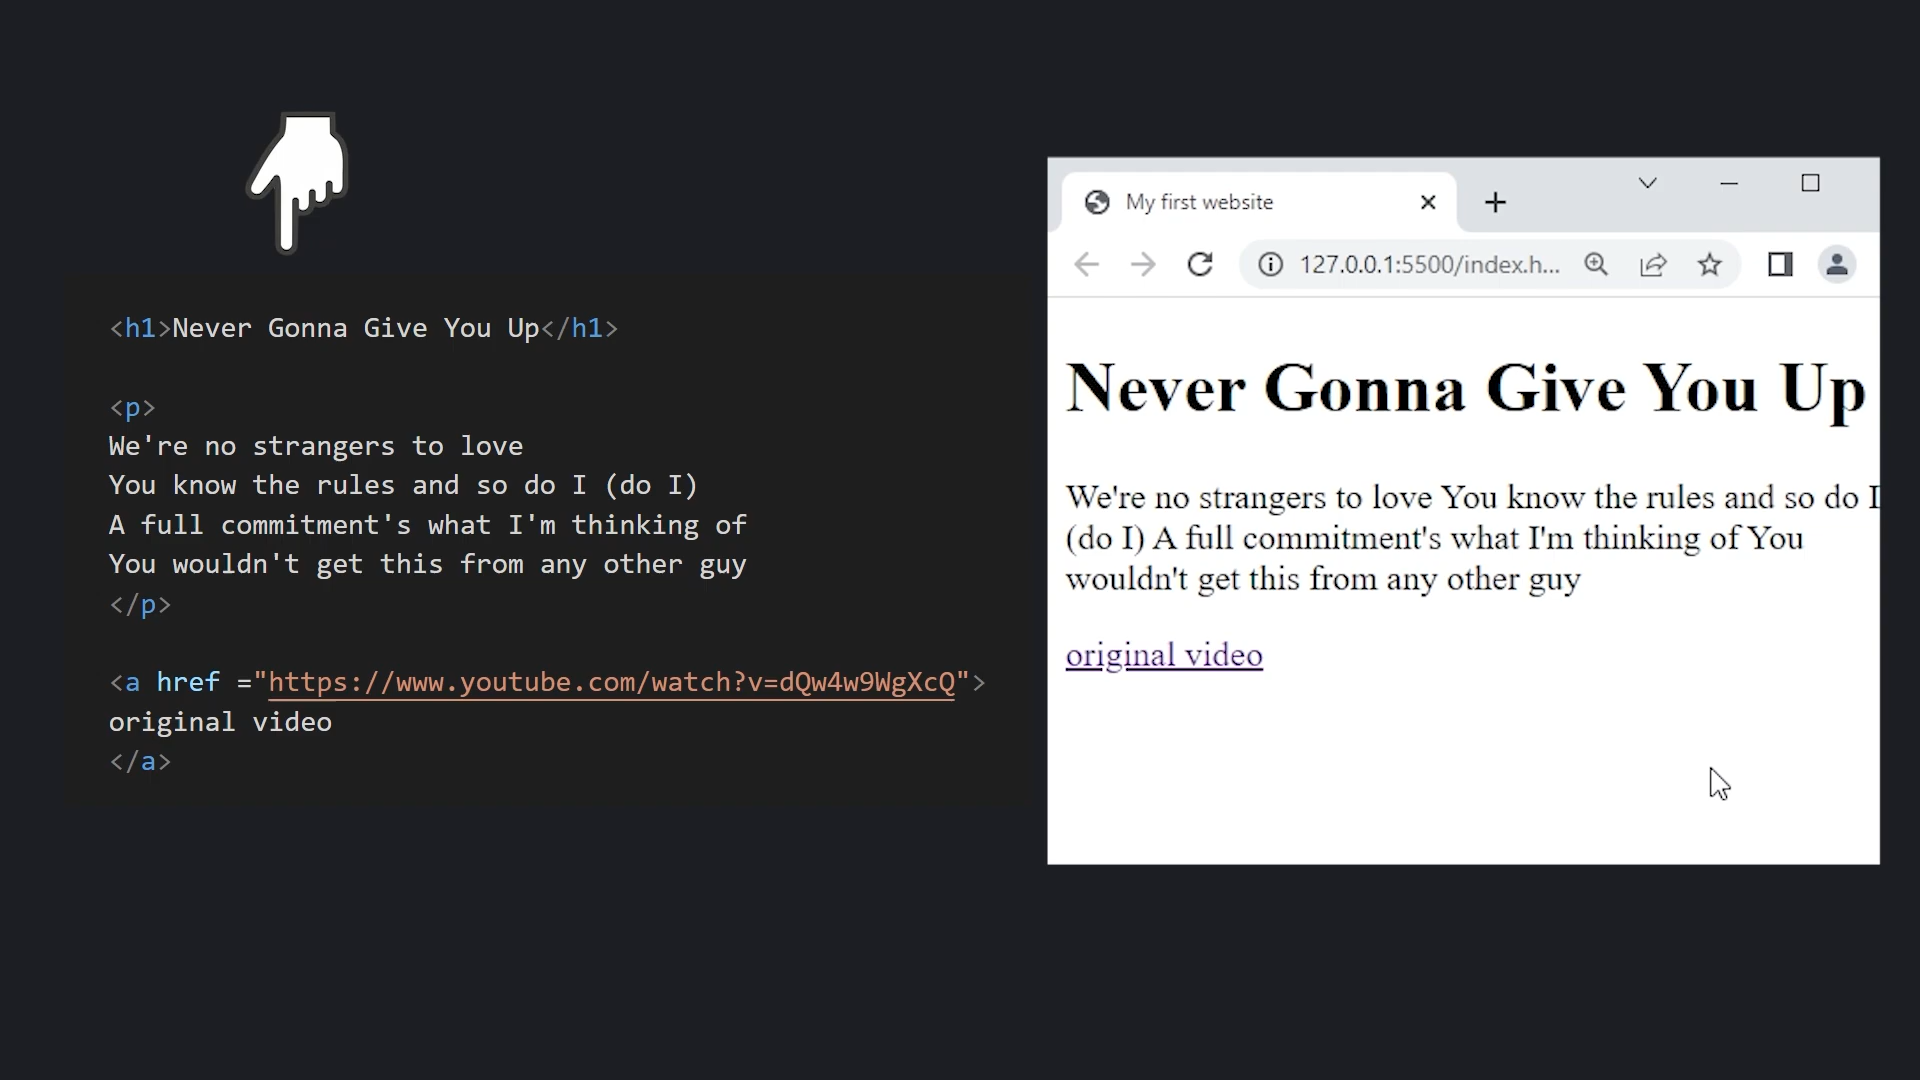 <h1>Never Gonna Give You Up</h1>
<p>
We're no strangers to love
You know the rules and so do I (do I)
A full commitment's what I'm thinking of
You wouldn't get this from any other guy
</p>
<a href ="https://www.youtube.com/watch?v=dQw4w9WgXcQ">
original video
</a>
My first website
127.0.0.1:5500/index.h...
Never Gonna Give You Up
We're no strangers to love You know the rules and so do I
(do I) A full commitment's what I'm thinking of You
wouldn't get this from any other guy
original video